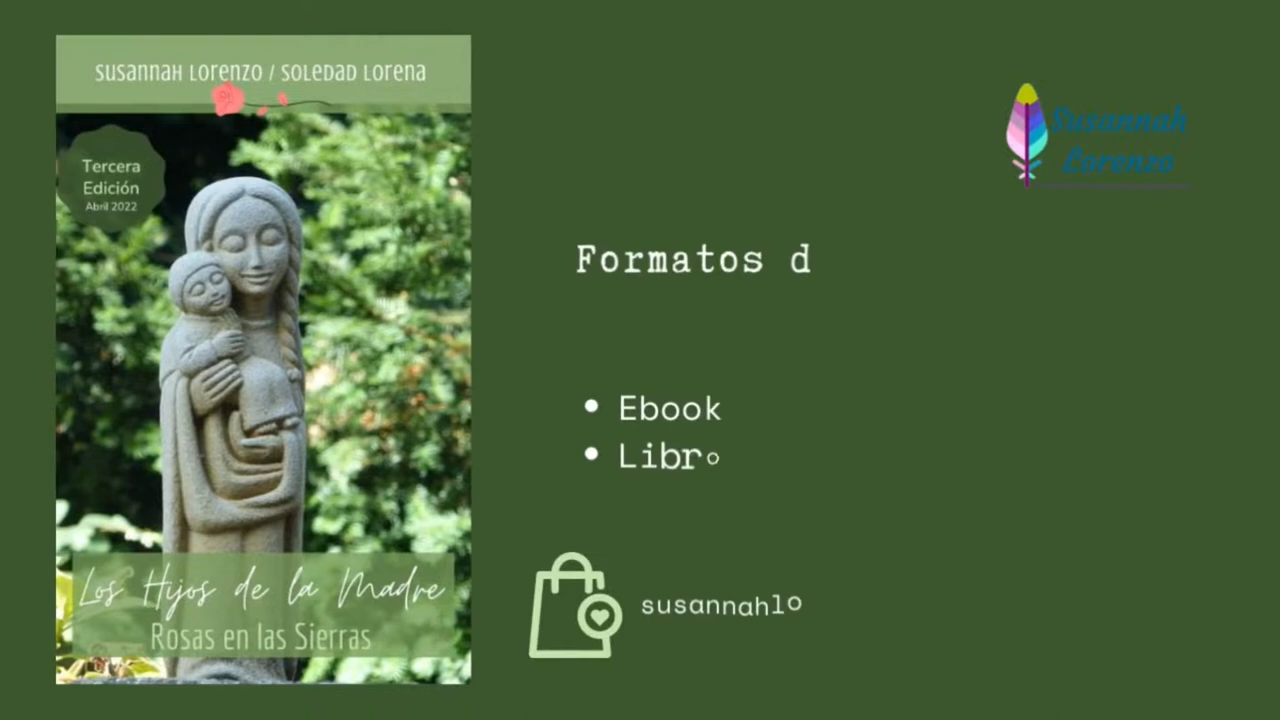 susannah Lorenzo / soledad Lorena
Tercera
Edición
Abril 2022
Los Hijos de la Madre
Rosas en las Sierras
Susannah
Lorenzo
Formatos d
Ebook
Libro
susannahlo